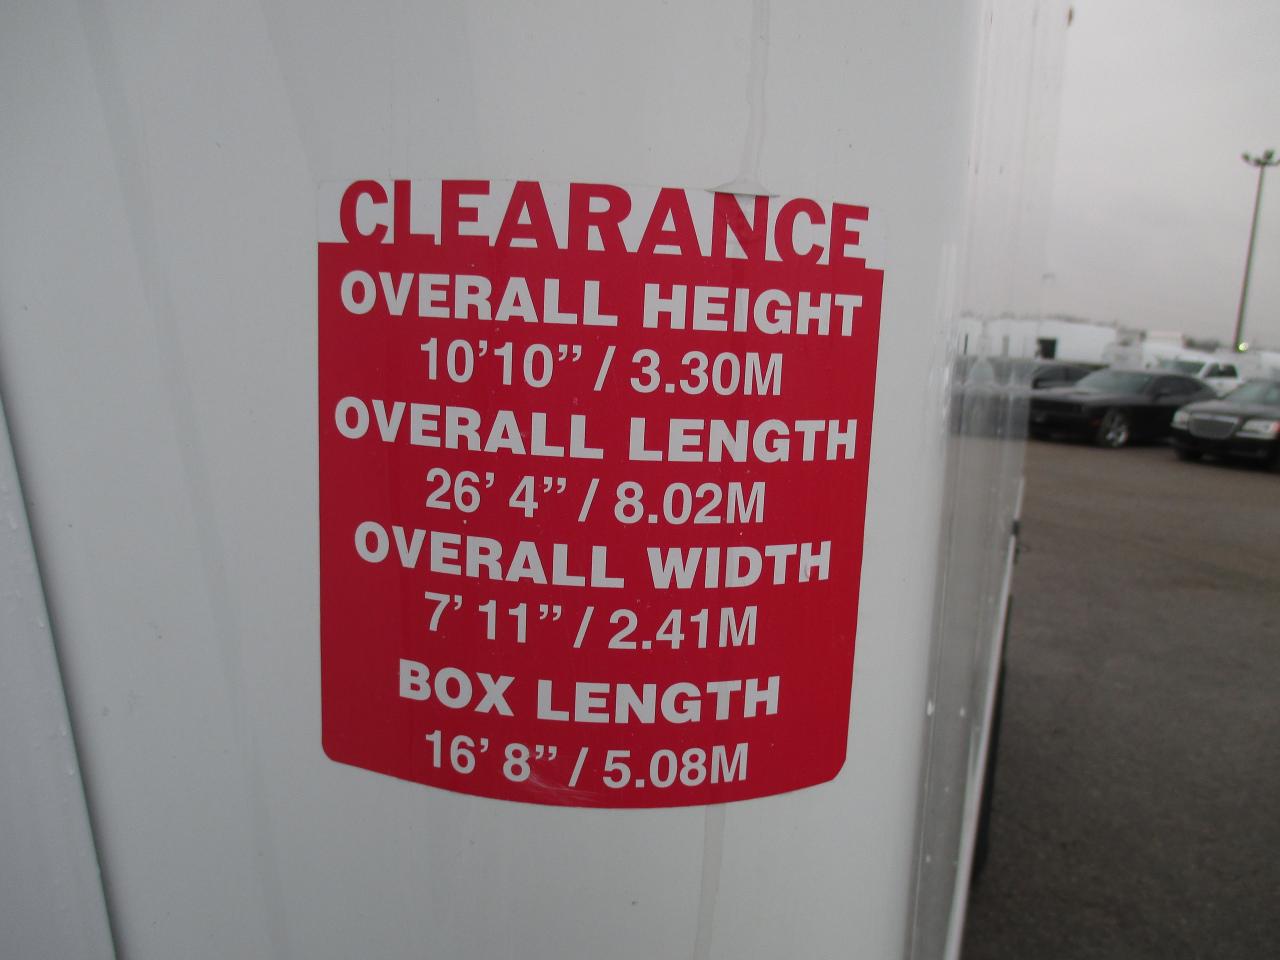 CLEARANCE
OVERALL HEIGHT
10’10” / 3.30M
OVERALL LENGTH
26’ 4” / 8.02M
OVERALL WIDTH
7’ 11” / 2.41M
BOX LENGTH
16’ 8” / 5.08M